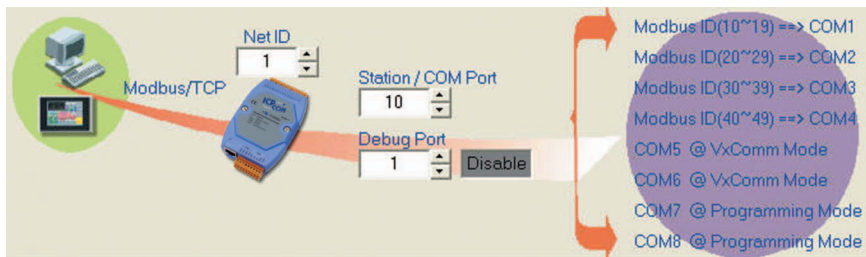 Net ID
1
Modbus/TCP
Station / COM Port
10
Debug Port
1
Disable
Modbus ID(10~19) ==> COM1
Modbus ID(20~29) ==> COM2
Modbus ID(30~39) ==> COM3
Modbus ID(40~49) ==> COM4
COM5 @ VxComm Mode
COM6 @ VxComm Mode
COM7 @ Programming Mode
COM8 @ Programming Mode